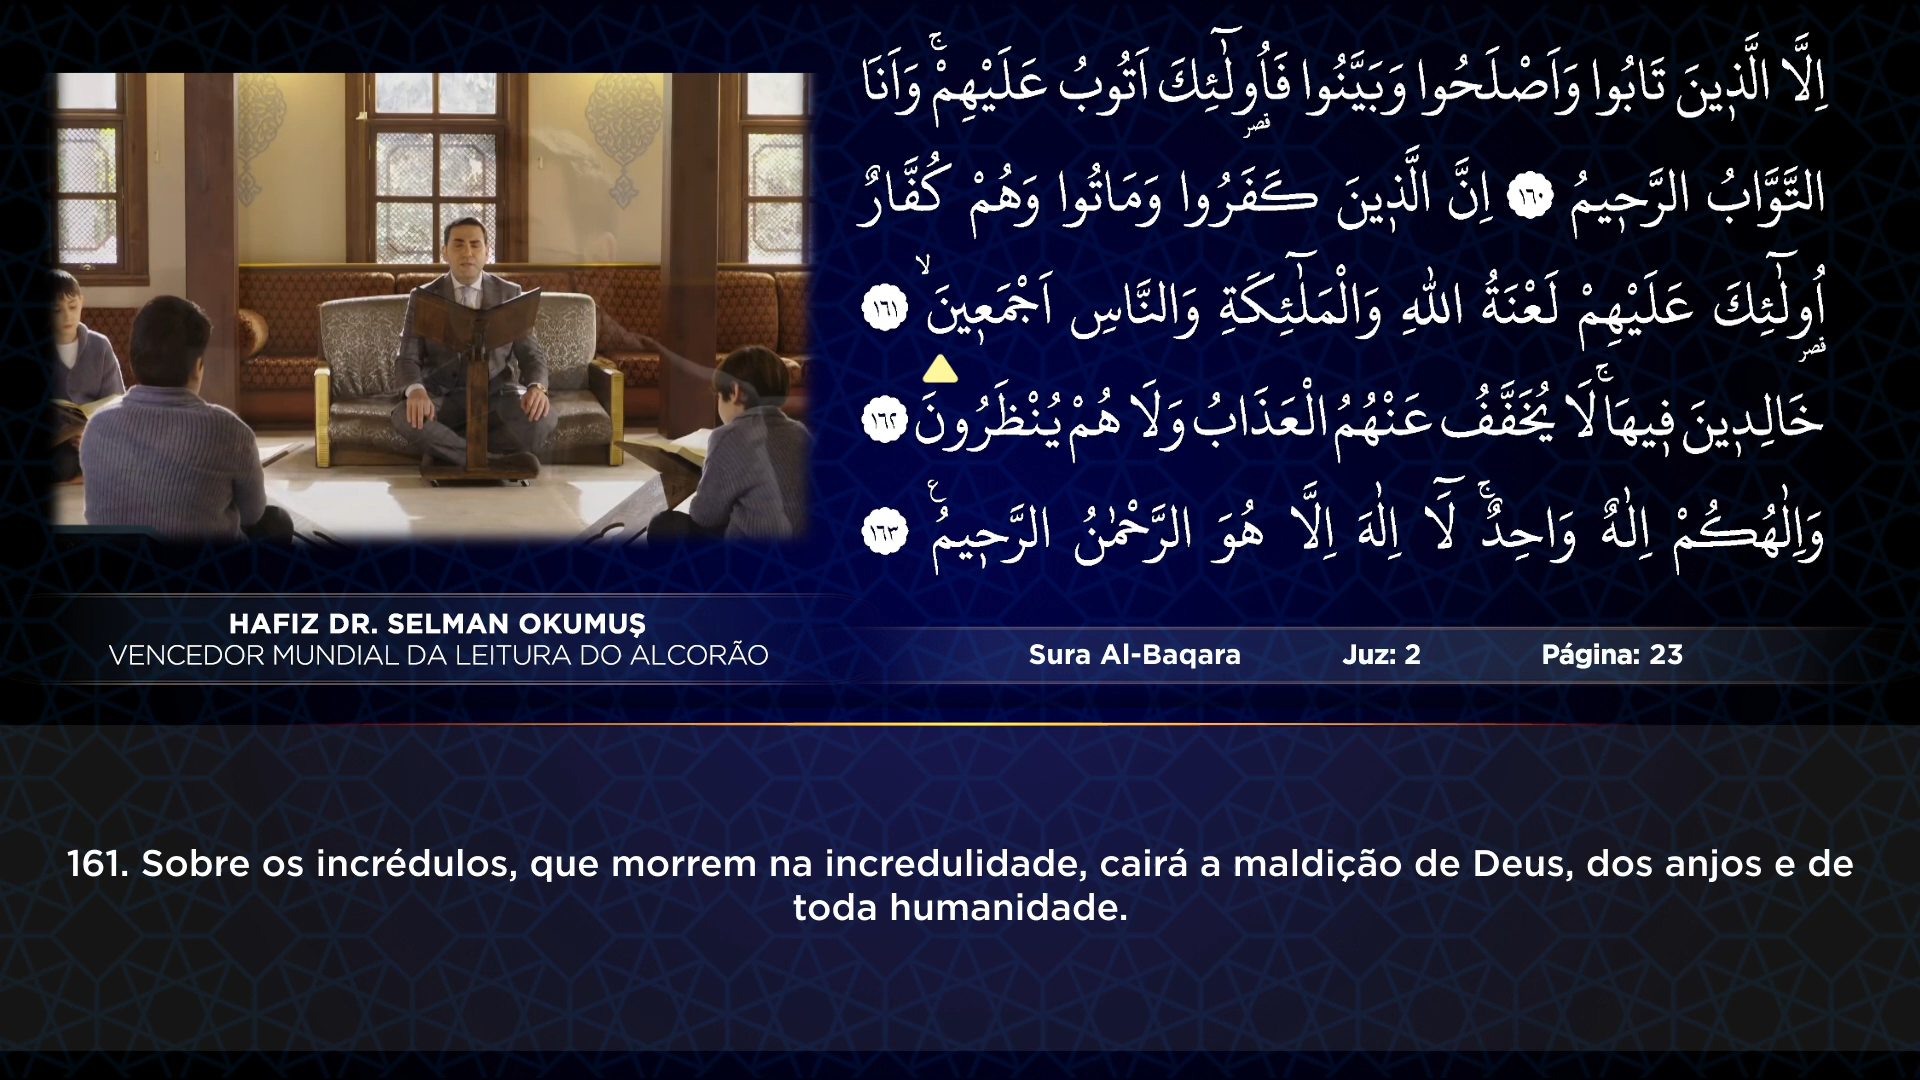 اِلَّا الَّذ۪ينَ تَابُوا وَاَصْلَحُوا وَبَيَّنُوا فَاُو۬لٰٓئِكَ اَتُوبُ عَلَيْهِمْۚ وَاَنَا
قصر
التَّوَّابُ الرَّح۪يمُ ١٦٠ اِنَّ الَّذ۪ينَ كَفَرُوا وَمَاتُوا وَهُمْ كُفَّارٌ
اُو۬لٰٓئِكَ عَلَيْهِمْ لَعْنَةُ اللّٰهِ وَالْمَلٰٓئِكَةِ وَالنَّاسِ اَجْمَع۪ينَۙ ١٦١
قصر
خَالِد۪ينَ ف۪يهَاۚ لَا يُخَفَّفُ عَنْهُمُ الْعَذَابُ وَلَا هُمْ يُنْظَرُونَ ١٦٢
وَاِلٰهُكُمْ اِلٰهٌ وَاحِدٌۚ لَٓا اِلٰهَ اِلَّا هُوَ الرَّحْمٰنُ الرَّح۪يمُ ع ١٦٣
HAFIZ DR. SELMAN OKUMUŞ
VENCEDOR MUNDIAL DA LEITURA DO ALCORÃO
Sura Al-Baqara Juz: 2 Página: 23
161. Sobre os incrédulos, que morrem na incredulidade, cairá a maldição de Deus, dos anjos e de
toda humanidade.